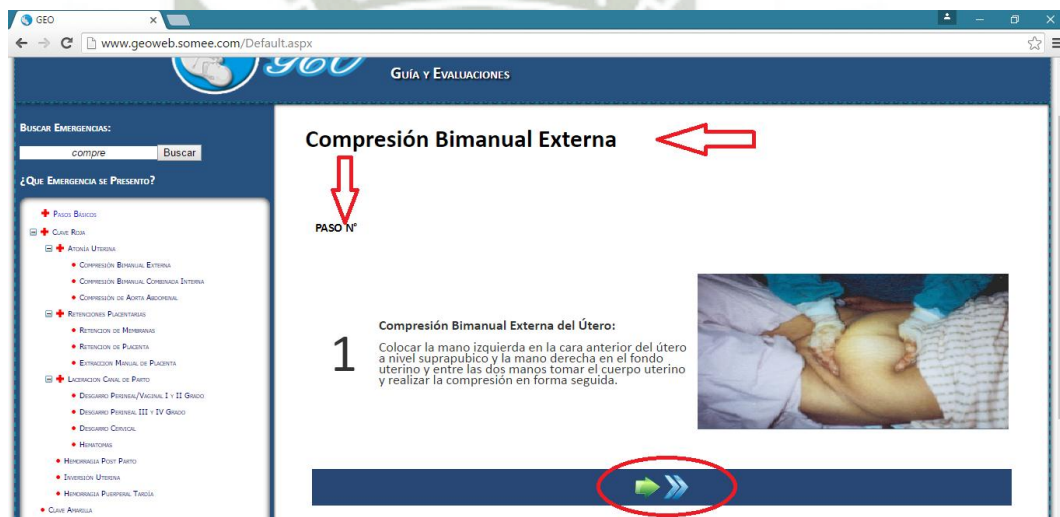 GEO
www.geoweb.somee.com/Default.aspx
GEO
GUÍA Y EVALUACIONES
BUSCAR EMERGENCIAS:
compre
Buscar
¿QUE EMERGENCIA SE PRESENTO?
PASOS BÁSICOS
CLAVE ROJA
ATONÍA UTERINA
COMPRESIÓN BIMANUAL EXTERNA
COMPRESIÓN BIMANUAL COMBINADA INTERNA
COMPRESIÓN DE AORTA ABDOMINAL
RETENCIONES PLACENTARIAS
RETENCION DE MEMBRANAS
RETENCION DE PLACENTA
EXTRACCION MANUAL DE PLACENTA
LACERACION CANAL DE PARTO
DESGARRO PERINEAL/VAGINAL I Y II GRADO
DESGARRO PERINEAL III Y IV GRADO
DESGARRO CERVICAL
HEMATOMAS
HEMORRAGIA POST PARTO
INVERSIÓN UTERINA
HEMORRAGIA PUERPERAL TARDÍA
CLAVE AMARILLA
Compresión Bimanual Externa
PASO N°
1
Compresión Bimanual Externa del Útero:
Colocar la mano izquierda en la cara anterior del útero
a nivel suprapubico y la mano derecha en el fondo
uterino y entre las dos manos tomar el cuerpo uterino
y realizar la compresión en forma seguida.